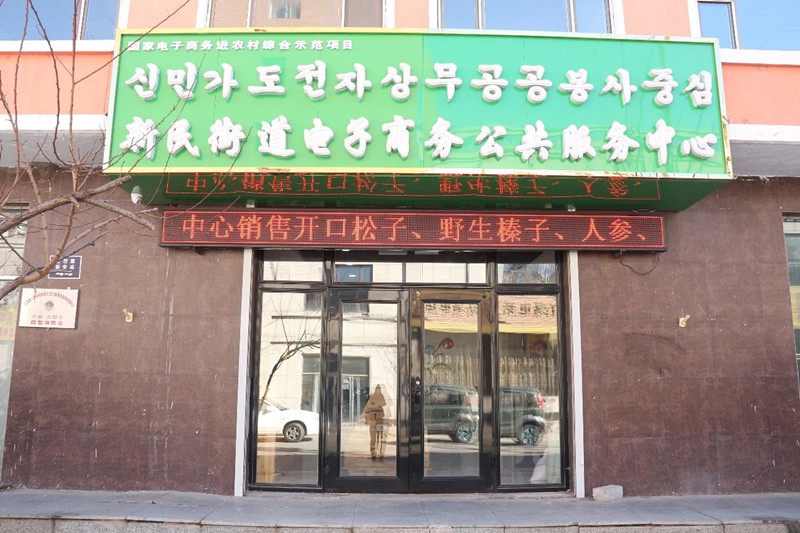 国家电子商务进农村综合示范项目
신민가도전자상무공공봉사중심
新民街道电子商务公共服务中心
中心销售开口松子、野生榛子、人参、